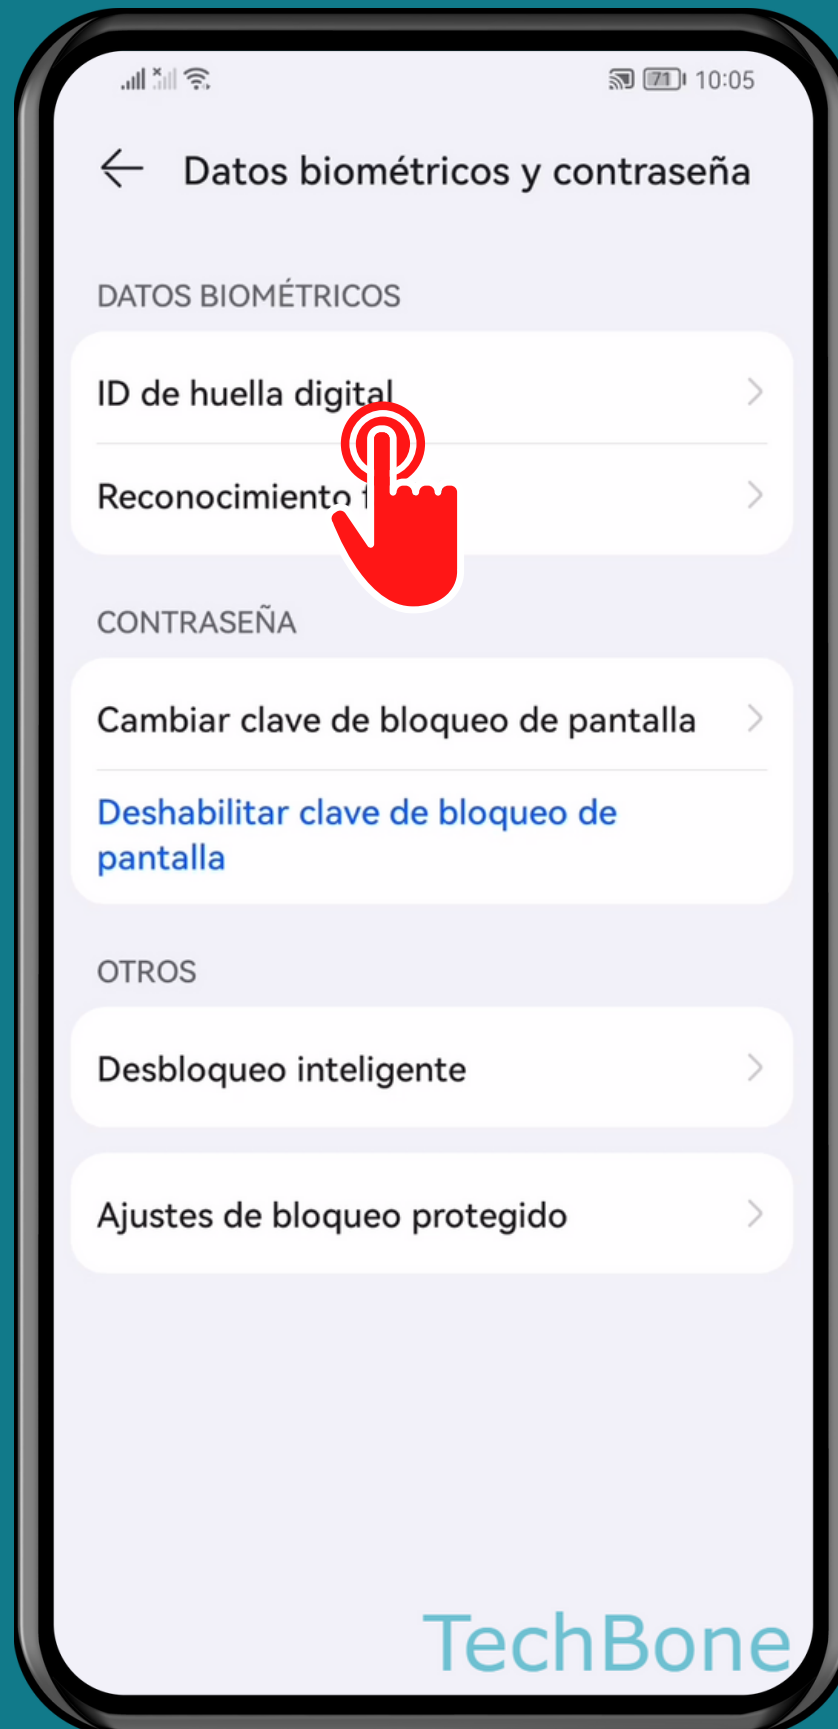 71 10:05
Datos biométricos y contraseña
DATOS BIOMÉTRICOS
ID de huella digital
Reconocimiento
CONTRASEÑA
Cambiar clave de bloqueo de pantalla
Deshabilitar clave de bloqueo de
pantalla
OTROS
Desbloqueo inteligente
Ajustes de bloqueo protegido
TechBone